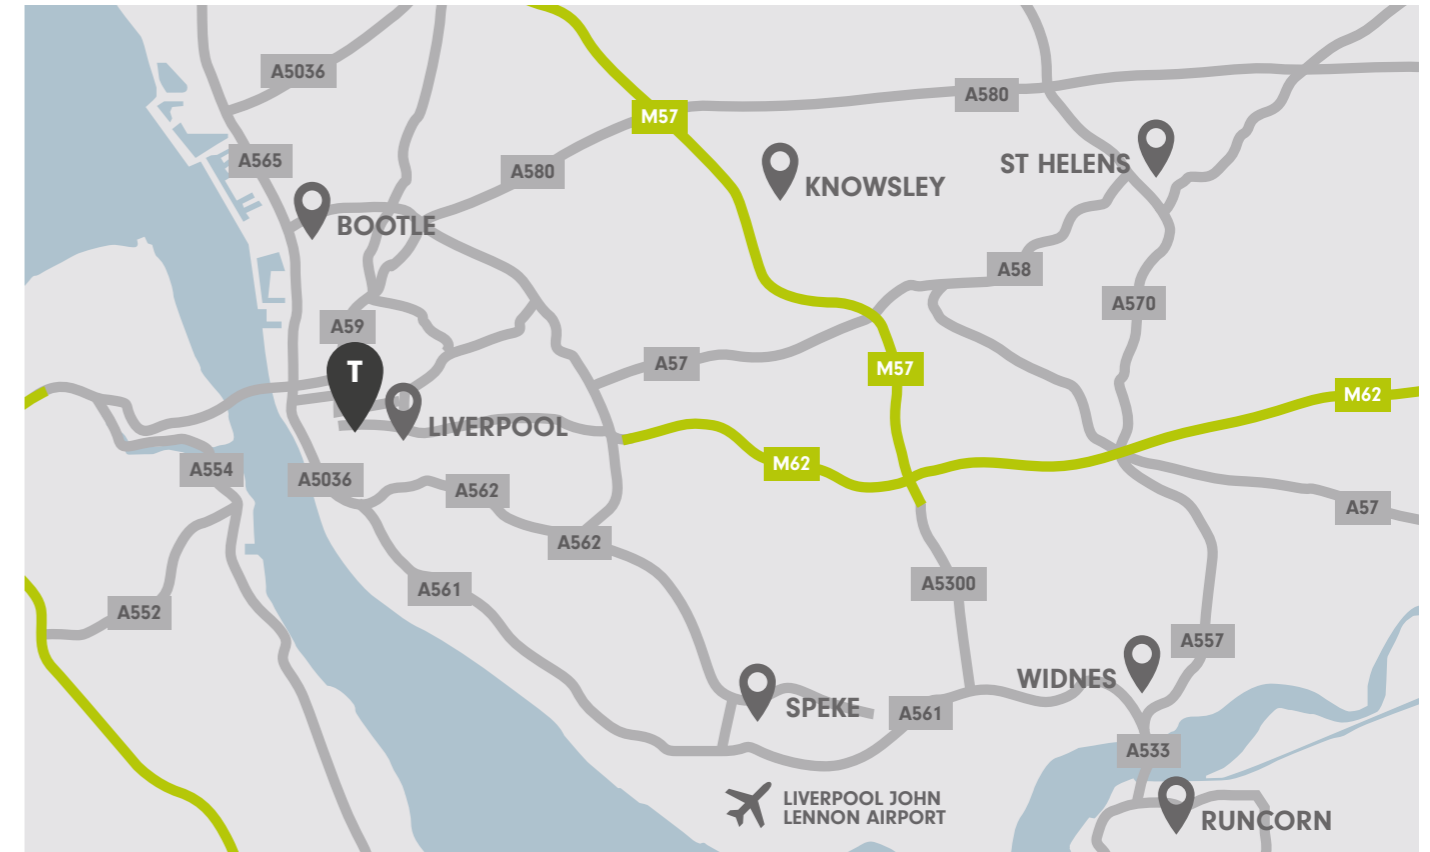 A5036
A580
M57
A565
A580
KNOWSLEY
ST HELENS
BOOTLE
A58
A570
A59
A57
M57
T
M62
LIVERPOOL
M62
A554
A5036
A562
A57
A562
A561
A5300
A552
A557
WIDNES
SPEKE
A561
A533
LIVERPOOL JOHN
LENNON AIRPORT
RUNCORN